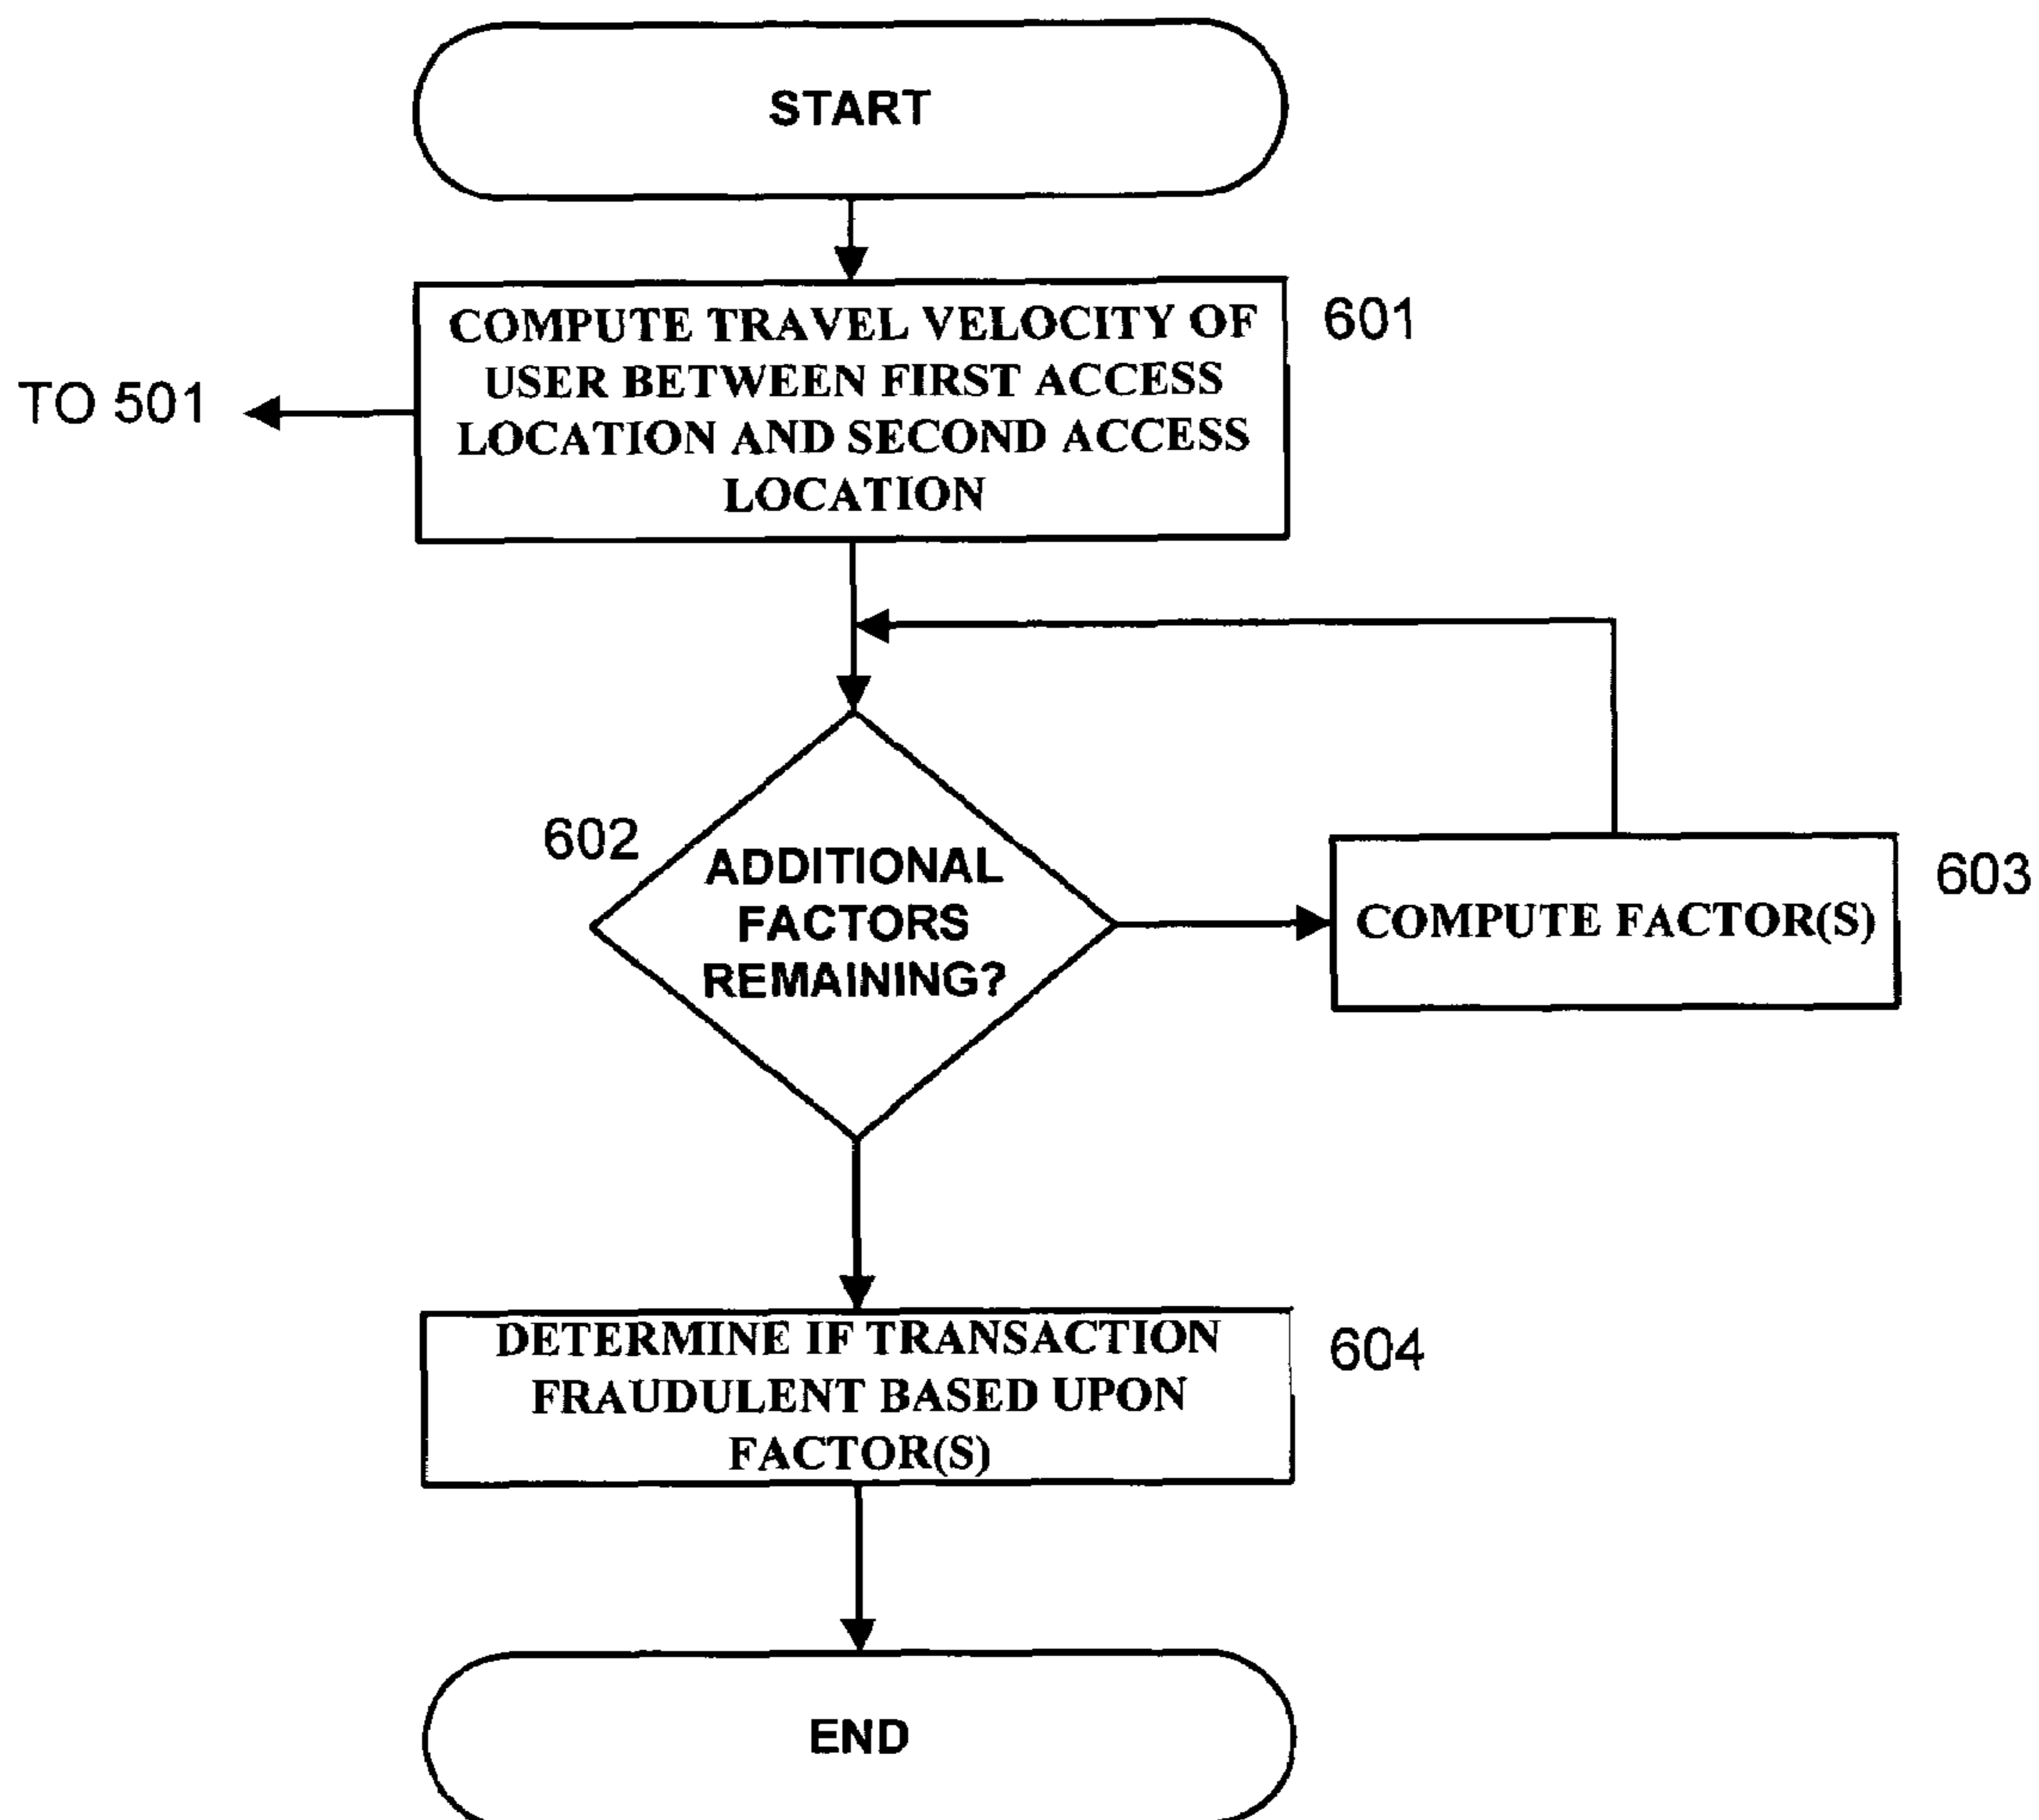 START
COMPUTE TRAVEL VELOCITY OF
USER BETWEEN FIRST ACCESS
LOCATION AND SECOND ACCESS
LOCATION
601
TO 501
602
ADDITIONAL
FACTORS
REMAINING?
COMPUTE FACTOR(S)
603
DETERMINE IF TRANSACTION
FRAUDULENT BASED UPON
FACTOR(S)
604
END